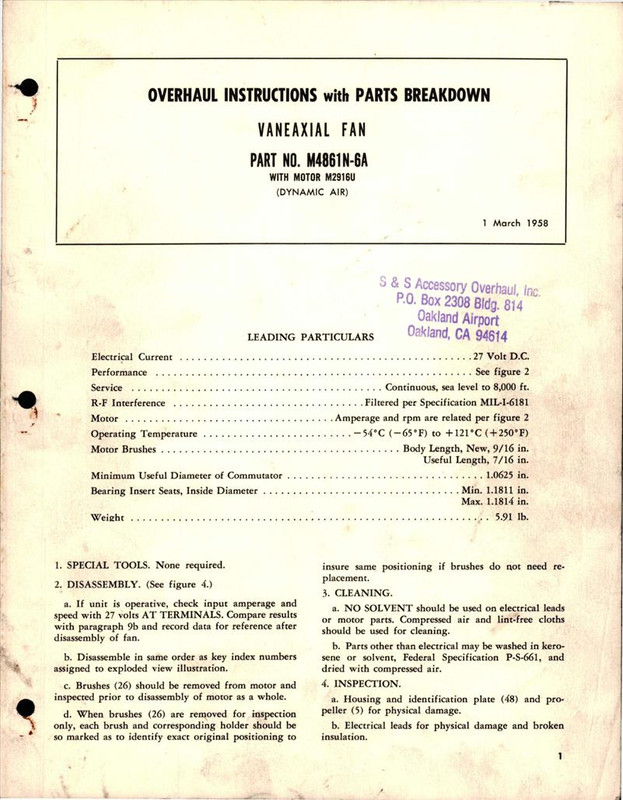 OVERHAUL INSTRUCTIONS with PARTS BREAKDOWN
VANEAXIAL FAN
PART NO. M4861N-6A
WITH MOTOR M2916U
(DYNAMIC AIR)
1 March 1958
S & S Accessory Overhaul, Inc.
P.O. Box 2308 Bldg. 814
Oakland Airport
Oakland, CA 94614
LEADING PARTICULARS
Electrical Current . . . . . . . . . . 27 Volt D.C.
Performance . . . . . . . . . . See figure 2
Service . . . . . . . . . . Continuous, sea level to 8,000 ft.
R-F Interference . . . . . . . . . . Filtered per Specification MIL-I-6181
Motor . . . . . . . . . . Amperage and rpm are related per figure 2
Operating Temperature . . . . . . . . . . —54°C (—65°F) to +121°C (+250°F)
Motor Brushes . . . . . . . . . . Body Length, New, 9/16 in.
Useful Length, 7/16 in.
Minimum Useful Diameter of Commutator . . . . . . . . . . 1.0625 in.
Bearing Insert Seats, Inside Diameter . . . . . . . . . . Min. 1.1811 in.
Max. 1.1814 in.
Weight . . . . . . . . . . 5.91 lb.
1. SPECIAL TOOLS. None required.
2. DISASSEMBLY. (See figure 4.)
a. If unit is operative, check input amperage and
speed with 27 volts AT TERMINALS. Compare results
with paragraph 9b and record data for reference after
disassembly of fan.
b. Disassemble in same order as key index numbers
assigned to exploded view illustration.
c. Brushes (26) should be removed from motor and
inspected prior to disassembly of motor as a whole.
d. When brushes (26) are removed for inspection
only, each brush and corresponding holder should be
so marked as to identify exact original positioning to
insure same positioning if brushes do not need re-
placement.
3. CLEANING.
a. NO SOLVENT should be used on electrical leads
or motor parts. Compressed air and lint-free cloths
should be used for cleaning.
b. Parts other than electrical may be washed in kero-
sene or solvent, Federal Specification P-S-661, and
dried with compressed air.
4. INSPECTION.
a. Housing and identification plate (48) and pro-
peller (5) for physical damage.
b. Electrical leads for physical damage and broken
insulation.
1